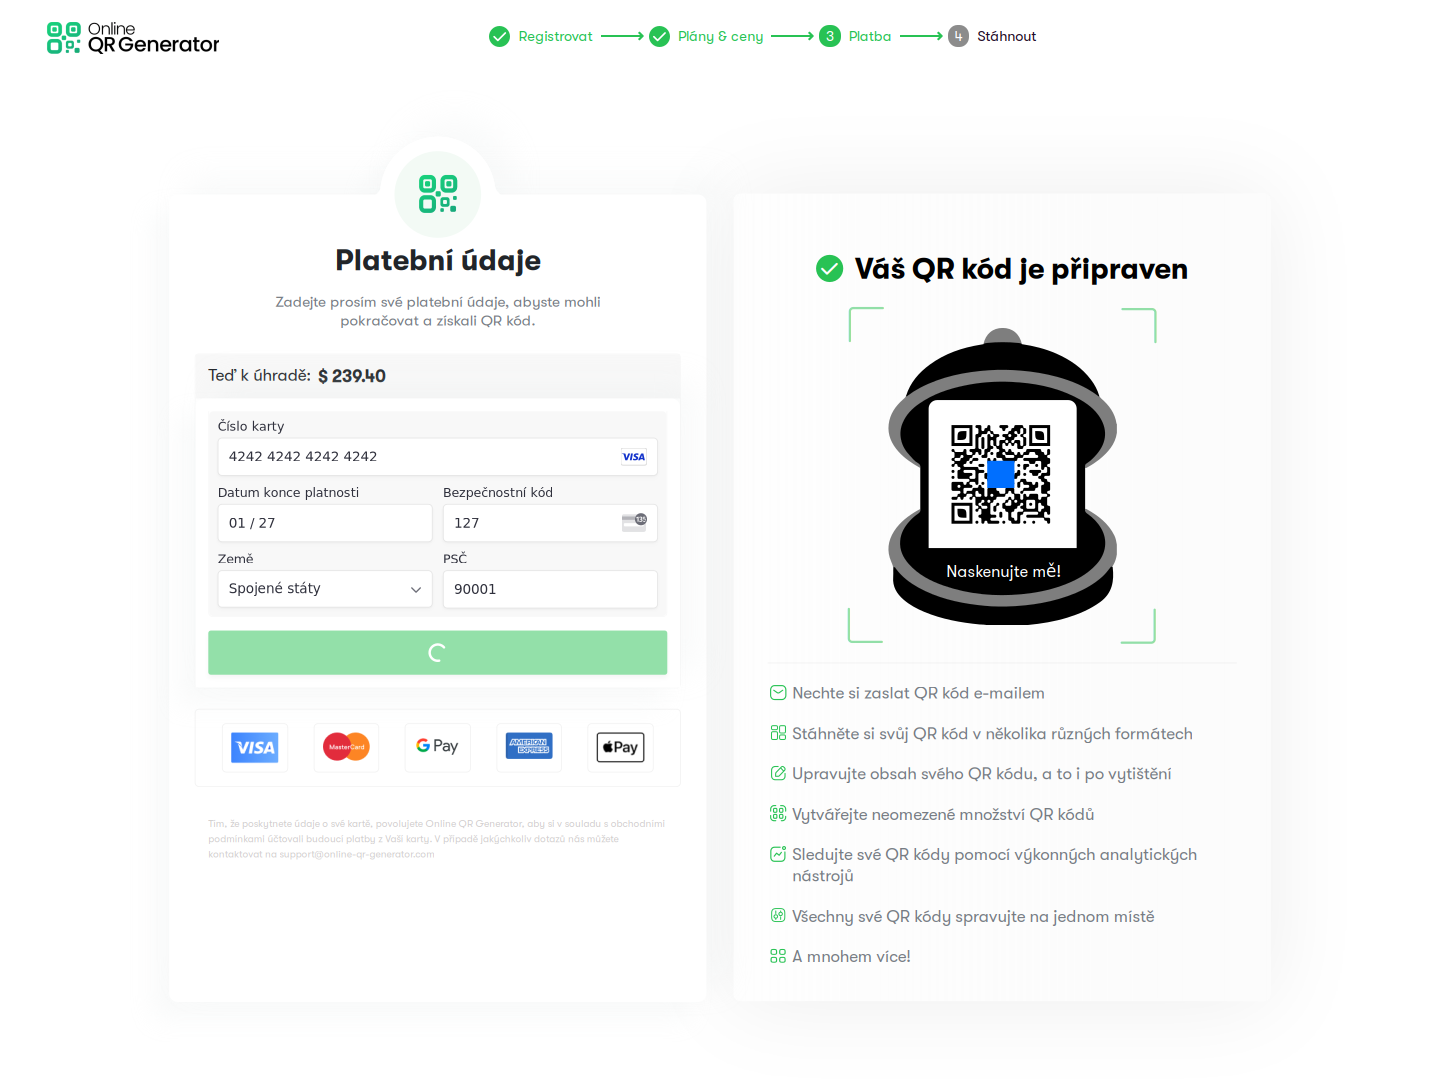 Online
QR Generator
Registrovat
Plány & ceny
3 Platba
4 Stáhnout
Platební údaje
Zadejte prosím své platební údaje, abyste mohli
pokračovat a získali QR kód.
Teď k úhradě: $ 239.40
Číslo karty
4242 4242 4242 4242
VISA
Datum konce platnosti
Bezpečnostní kód
01 / 27
127
135
Země
PSČ
Spojené státy
90001
VISA
MasterCard
G Pay
AMERICAN
EXPRESS
Pay
Tím, že poskytnete údaje o své kartě, povolujete Online QR Generator, aby si v souladu s obchodními
podmínkami účtovali budoucí platby z Vaší karty. V případě jakýchkoliv dotazů nás můžete
kontaktovat na support@online-qr-generator.com
Váš QR kód je připraven
Naskenujte mě!
Nechte si zaslat QR kód e-mailem
Stáhněte si svůj QR kód v několika různých formátech
Upravujte obsah svého QR kódu, a to i po vytištění
Vytvářejte neomezené množství QR kódů
Sledujte své QR kódy pomocí výkonných analytických
nástrojů
Všechny své QR kódy spravujte na jednom místě
A mnohem více!